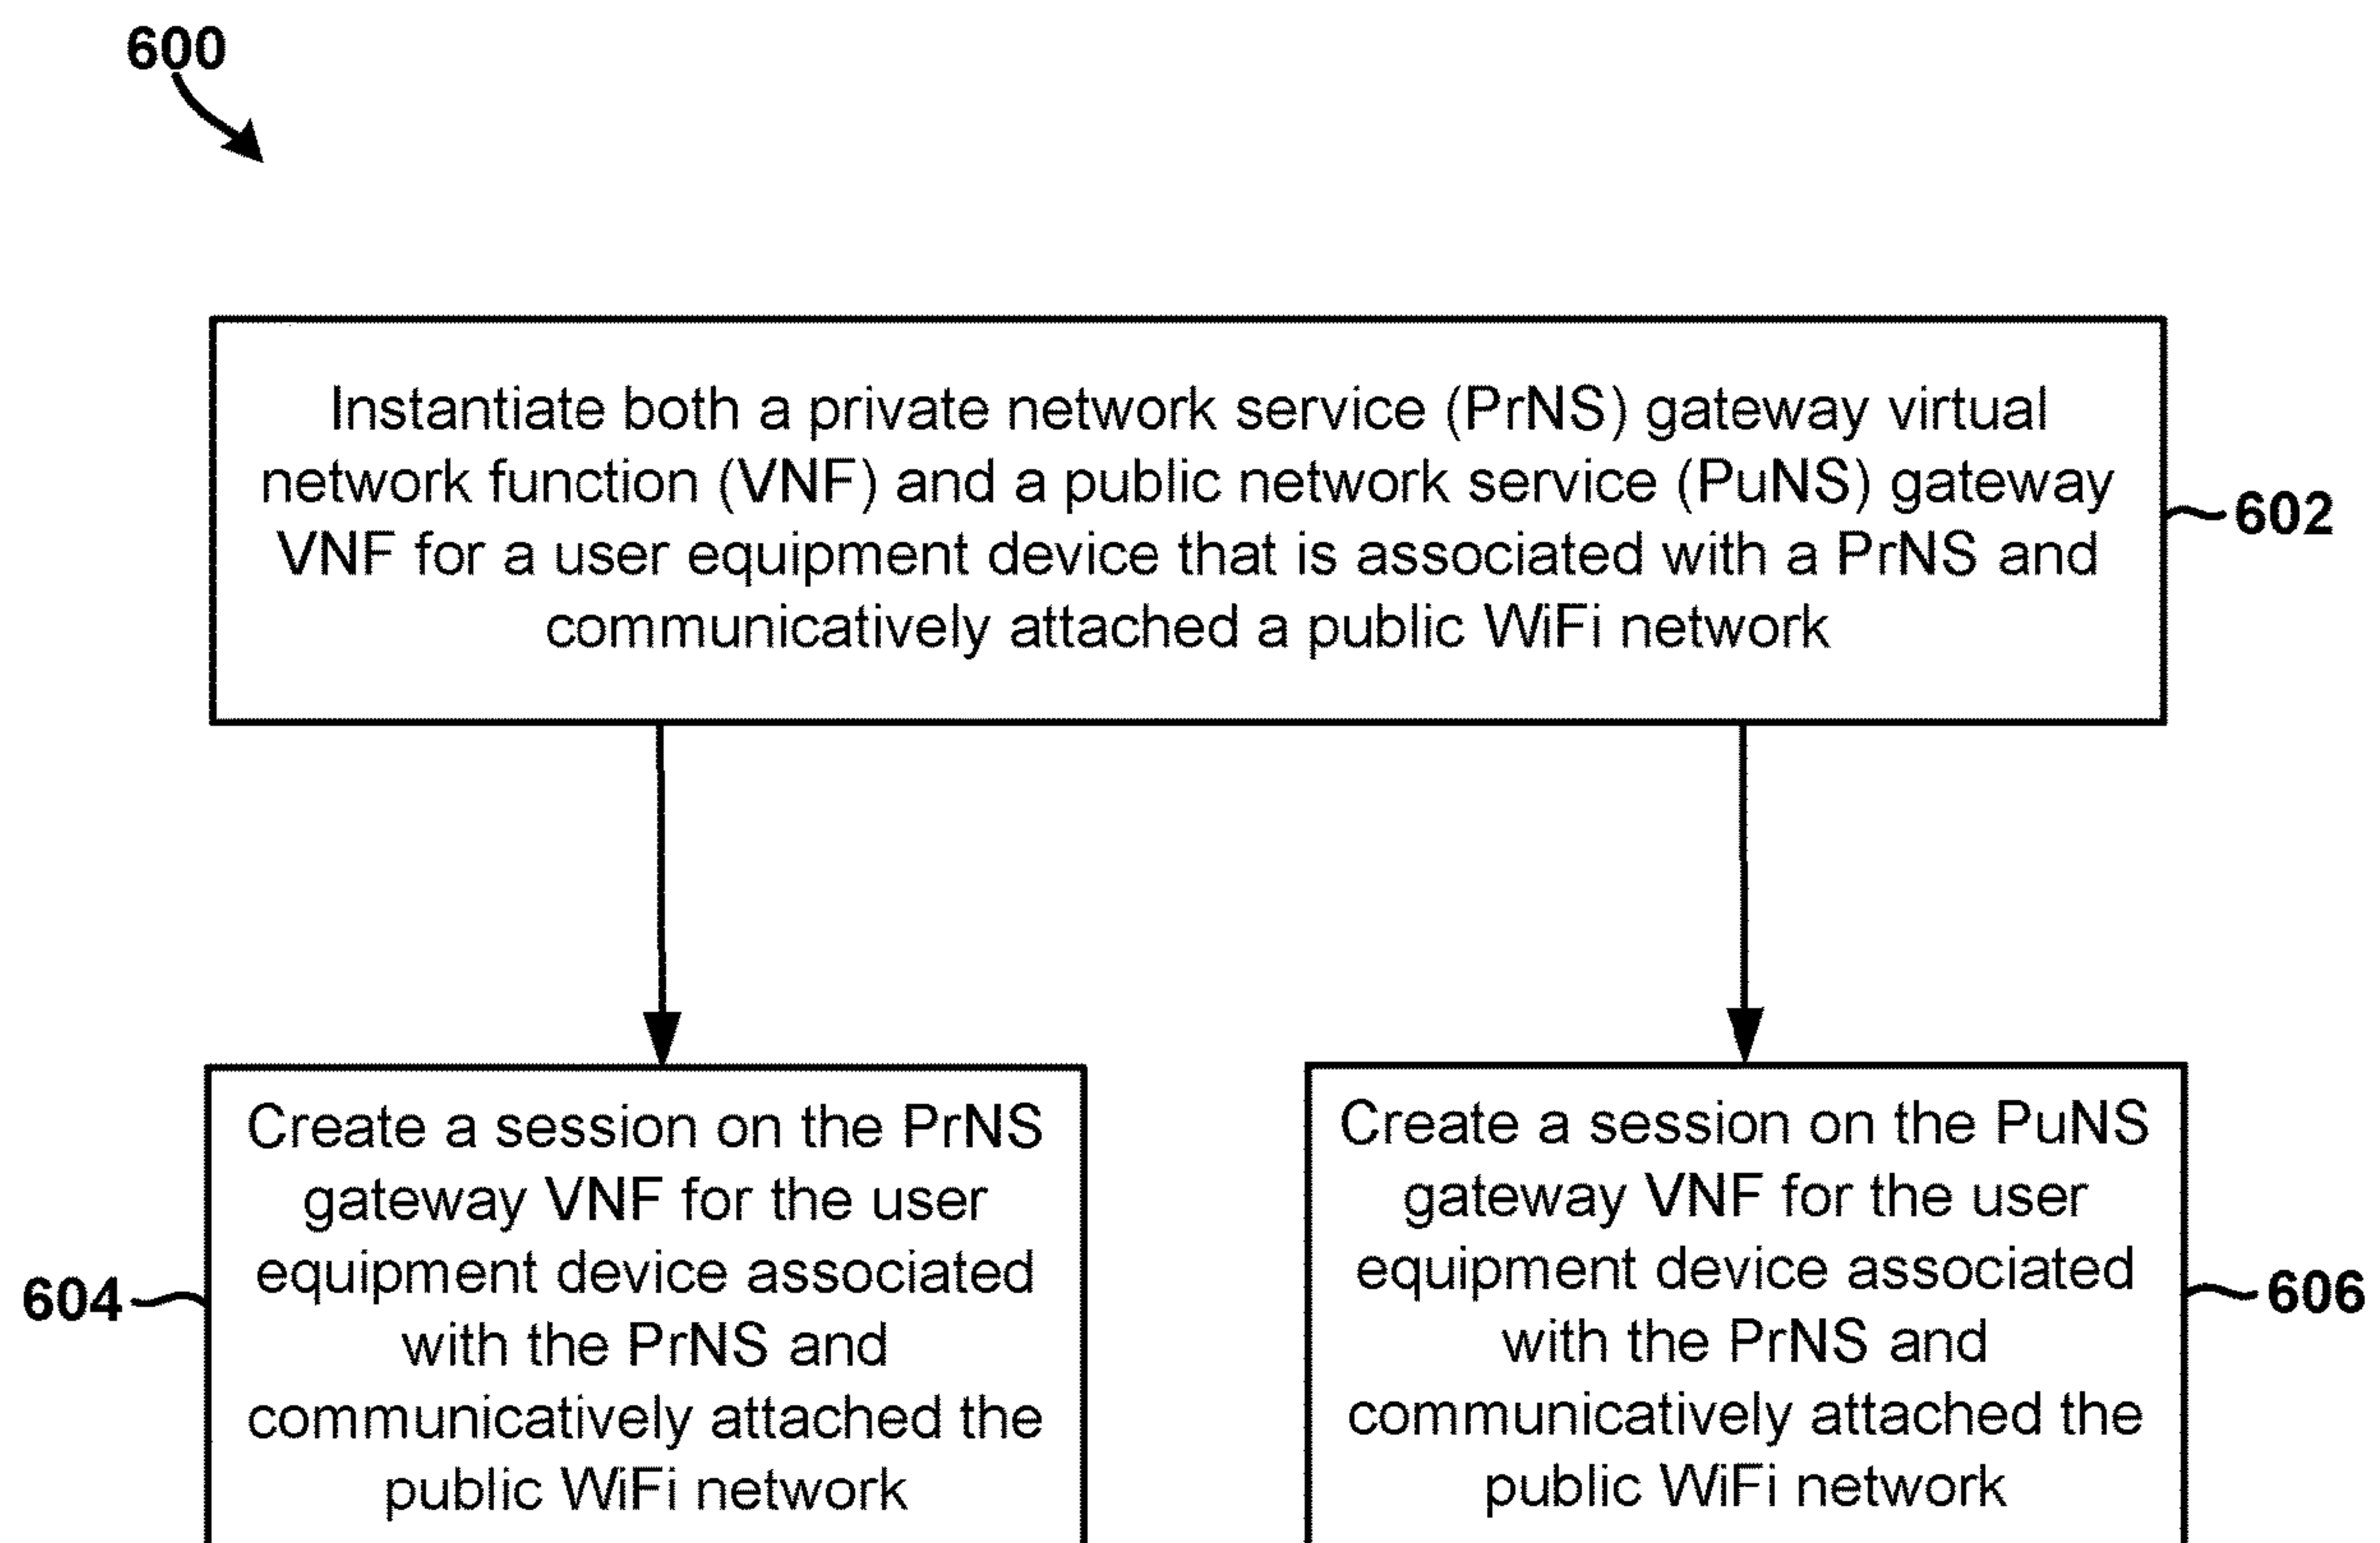 600
Instantiate both a private network service (PrNS) gateway virtual
network function (VNF) and a public network service (PuNS) gateway
VNF for a user equipment device that is associated with a PrNS and
communicatively attached a public WiFi network
602
Create a session on the PrNS
gateway VNF for the user
equipment device associated
with the PrNS and
communicatively attached the
public WiFi network
604
Create a session on the PuNS
gateway VNF for the user
equipment device associated
with the PrNS and
communicatively attached the
public WiFi network
606